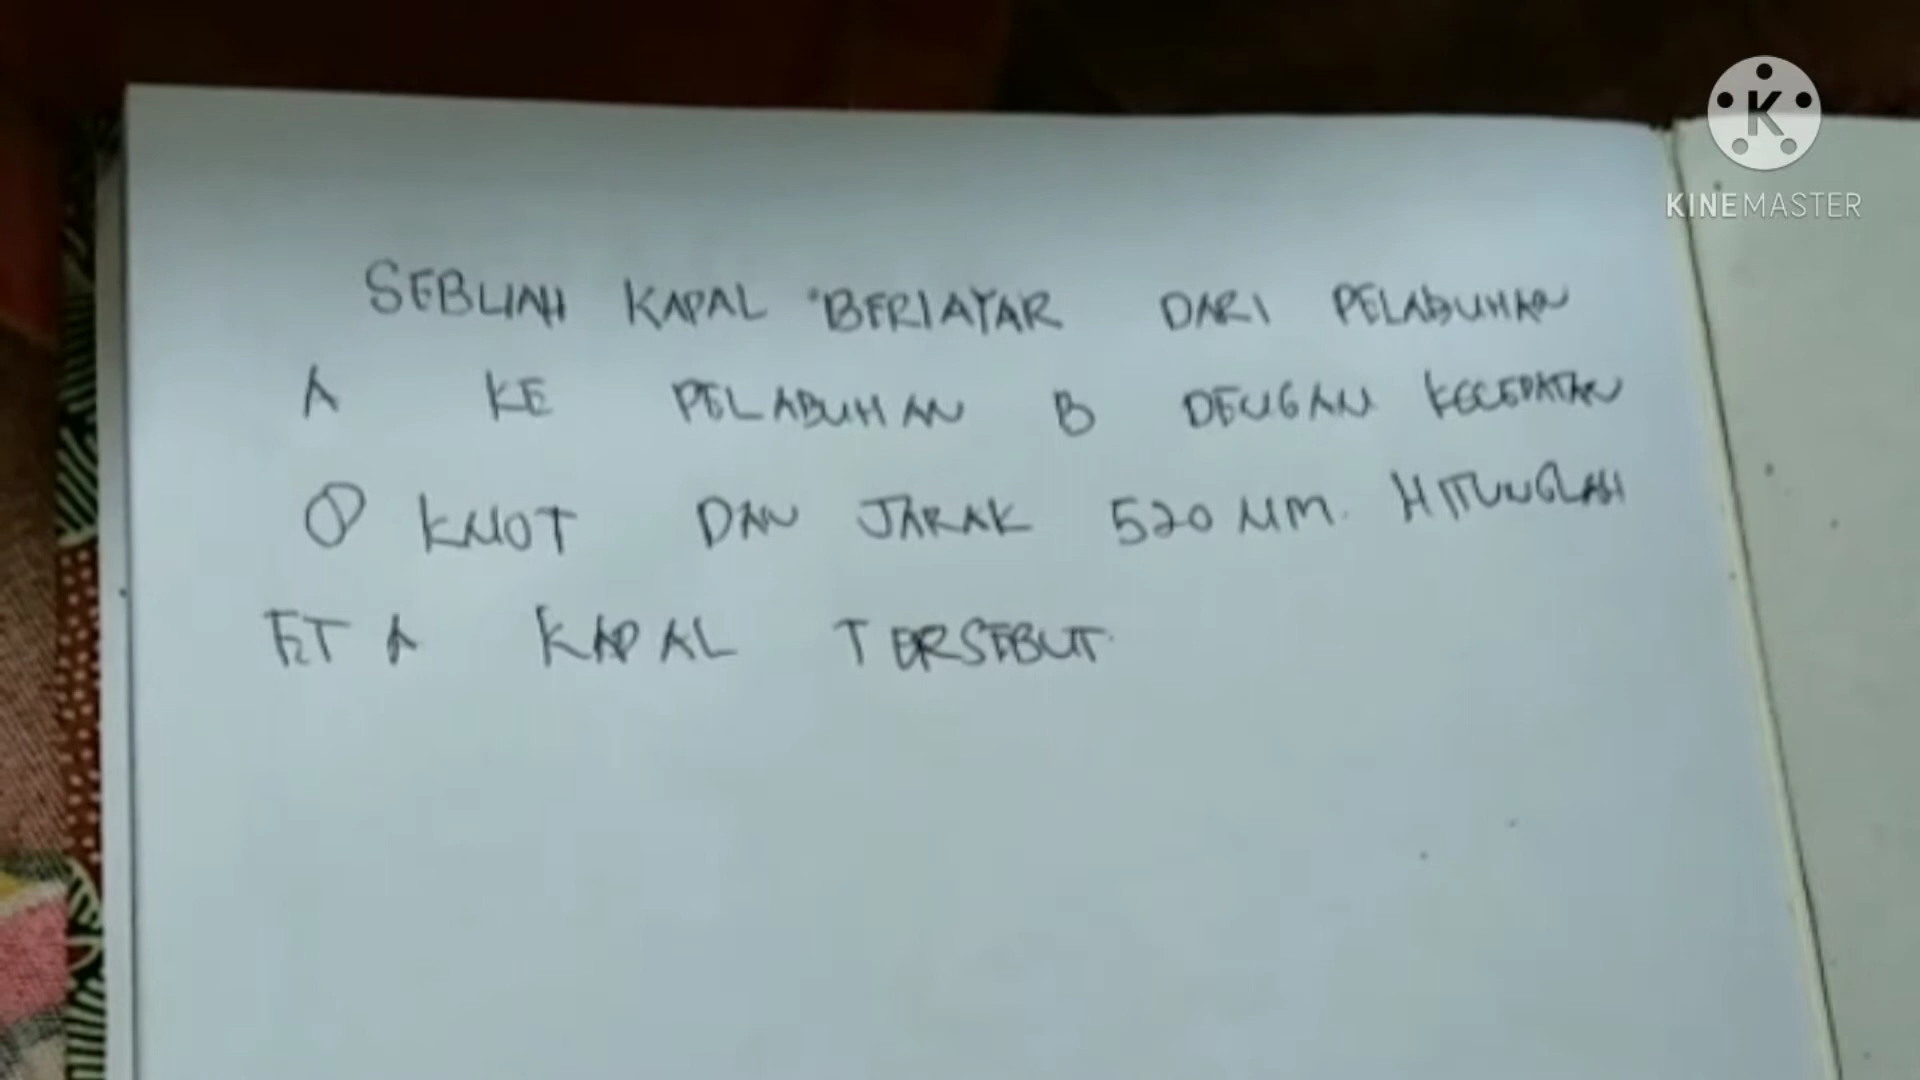 SEBUAH KAPAL BERLAYAR DARI PELABUHAN
A KE PELABUHAN B DENGAN KECEPATAN
KNOT DAN JARAK 520 NM. HITUNGLAH
ETA KAPAL TERSEBUT.
K
KINEMASTER